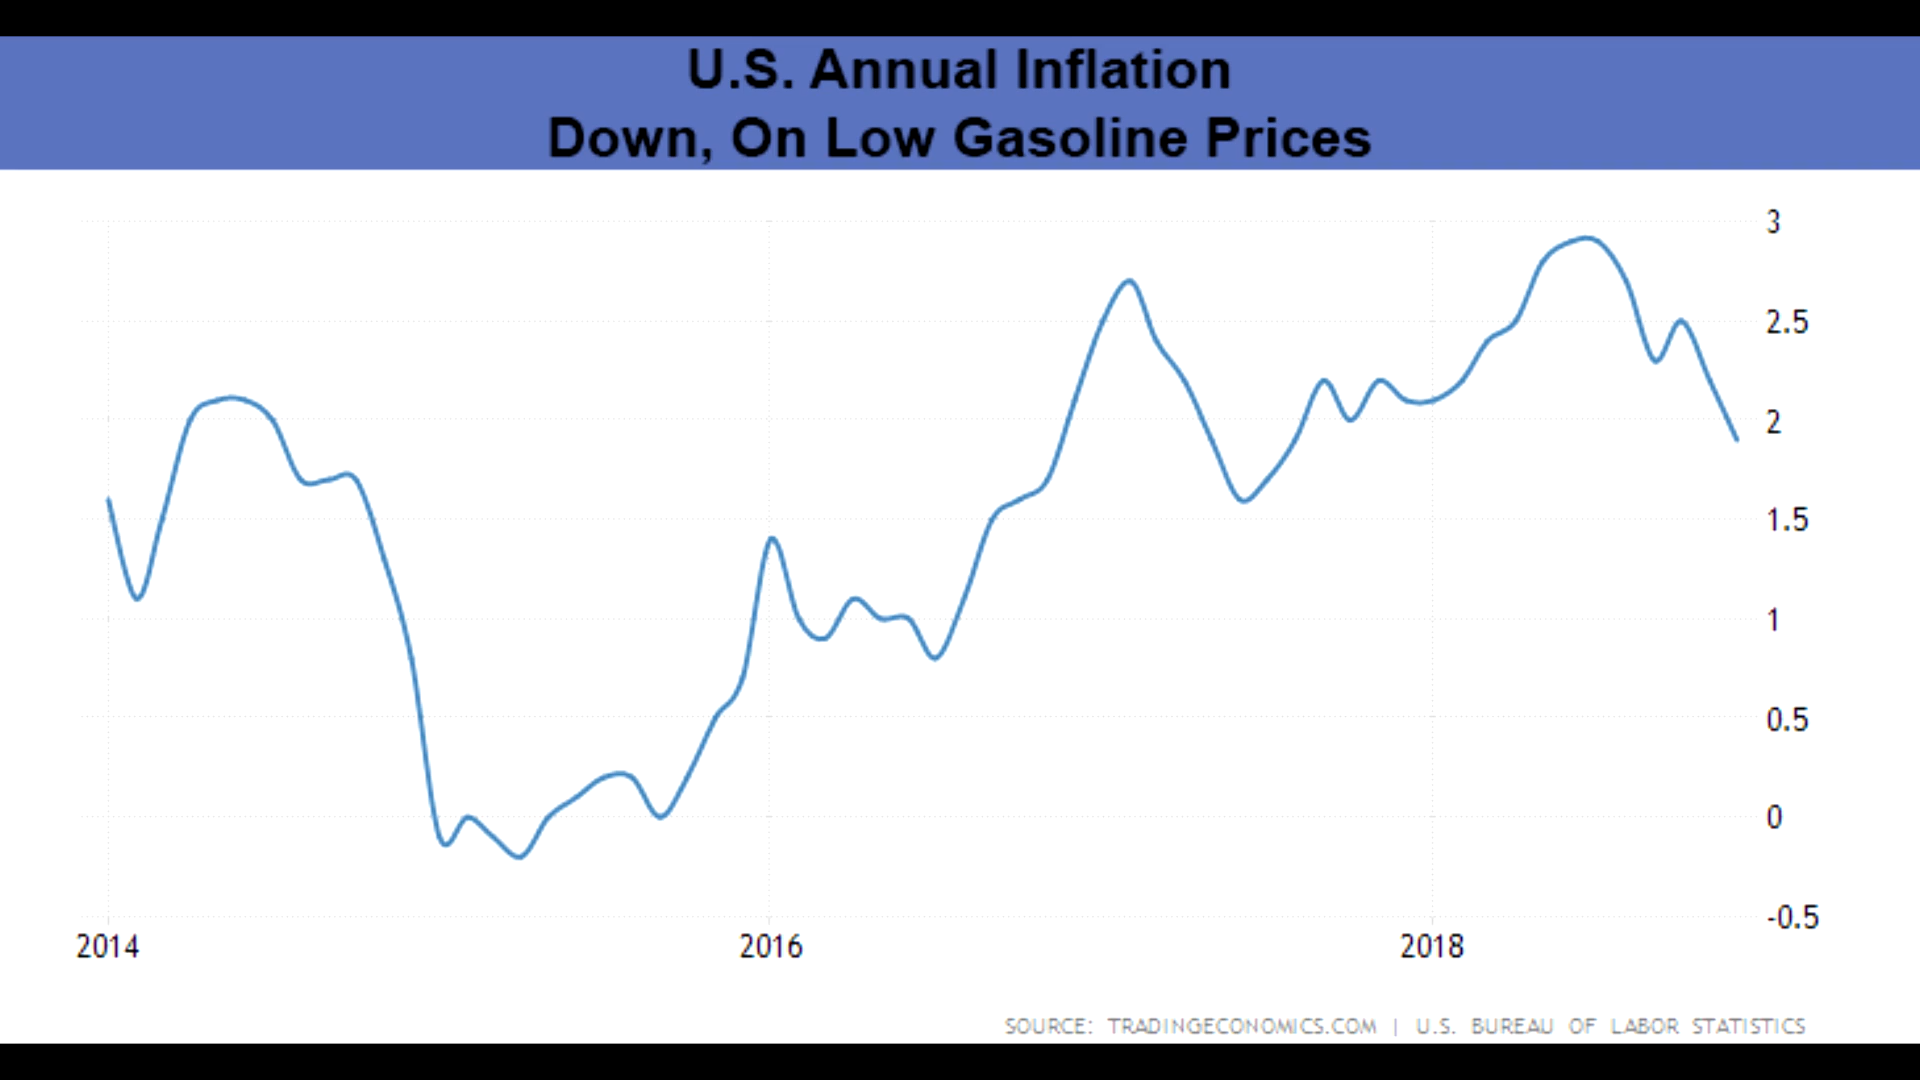 U.S. Annual Inflation
Down, On Low Gasoline Prices
3
2.5
2
1.5
1
0.5
0
-0.5
2014 2016 2018
SOURCE: TRADINGECONOMICS.COM | U.S. BUREAU OF LABOR STATISTICS